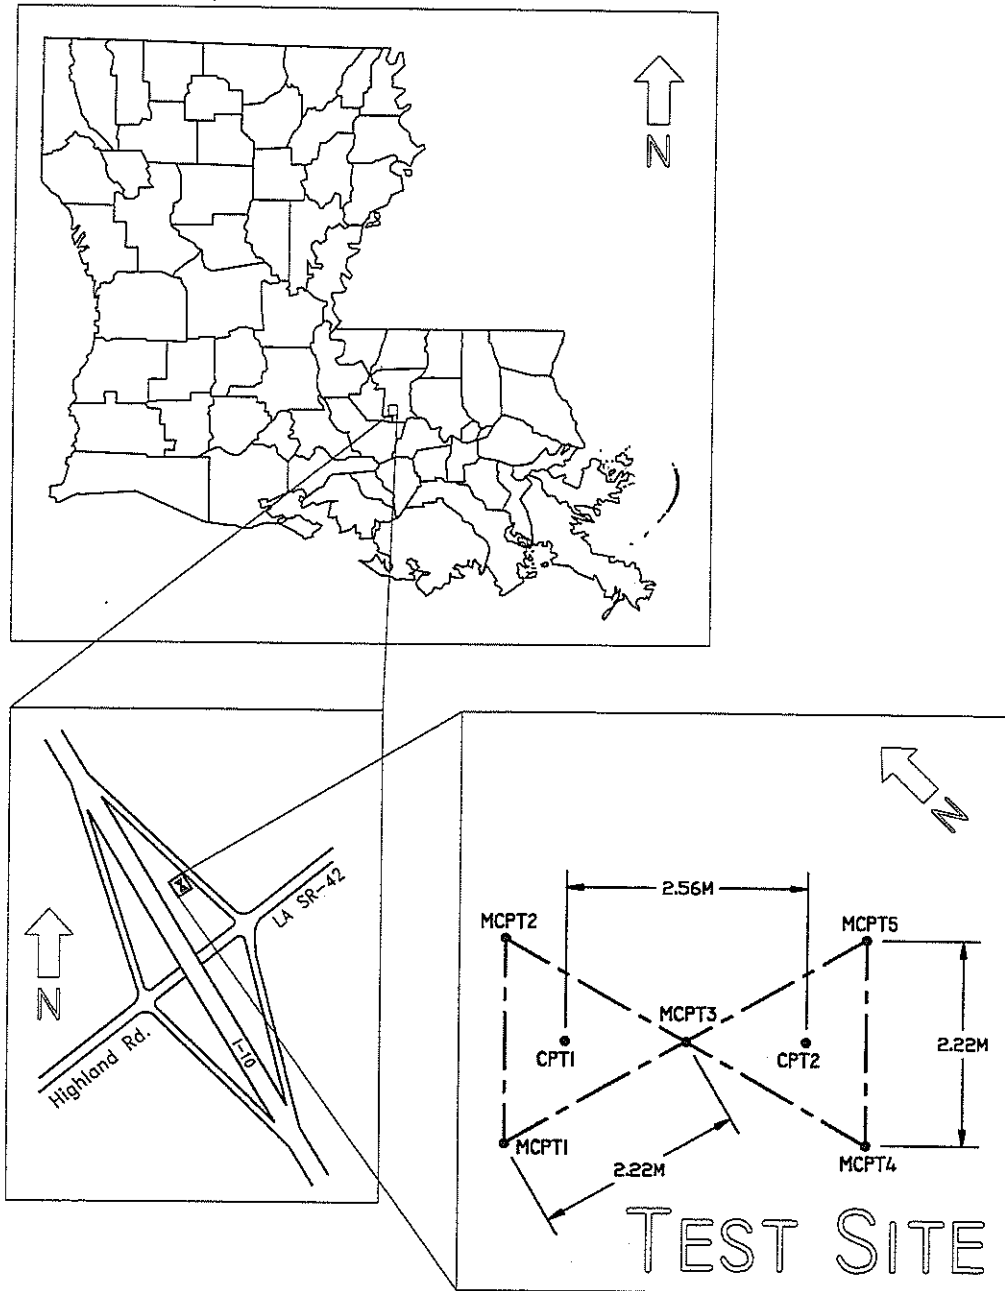 N
LA SR-42
N
Highland Rd.
I-10
N
2.56M
MCPT2
MCPT5
MCPT3
CPT1
CPT2
2.22M
MCPT1
MCPT4
2.22M
TEST SITE